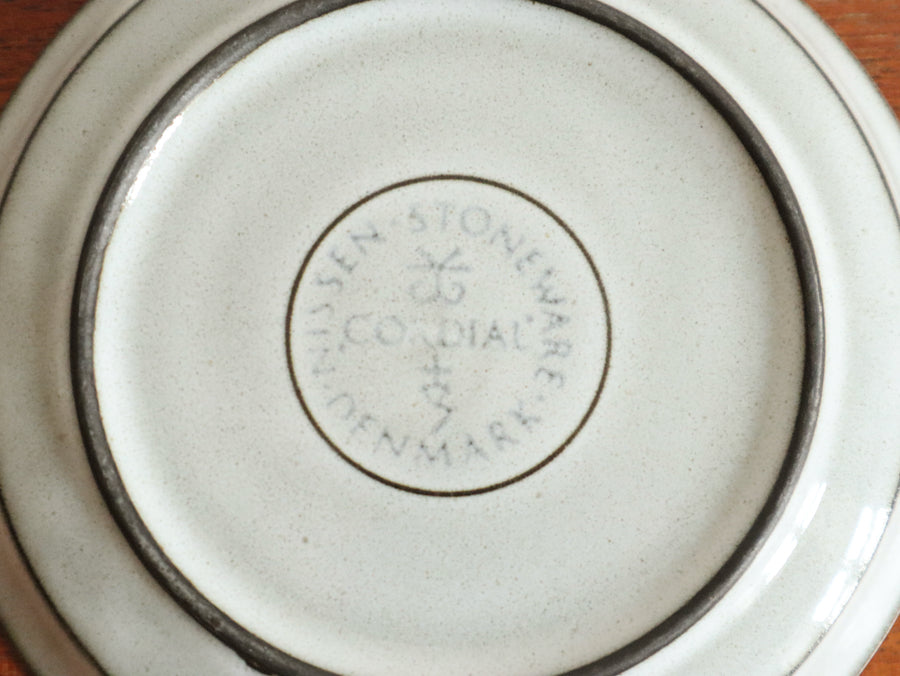 NISSEN · STONEWARE · DENMARK ·
"CORDIAL"